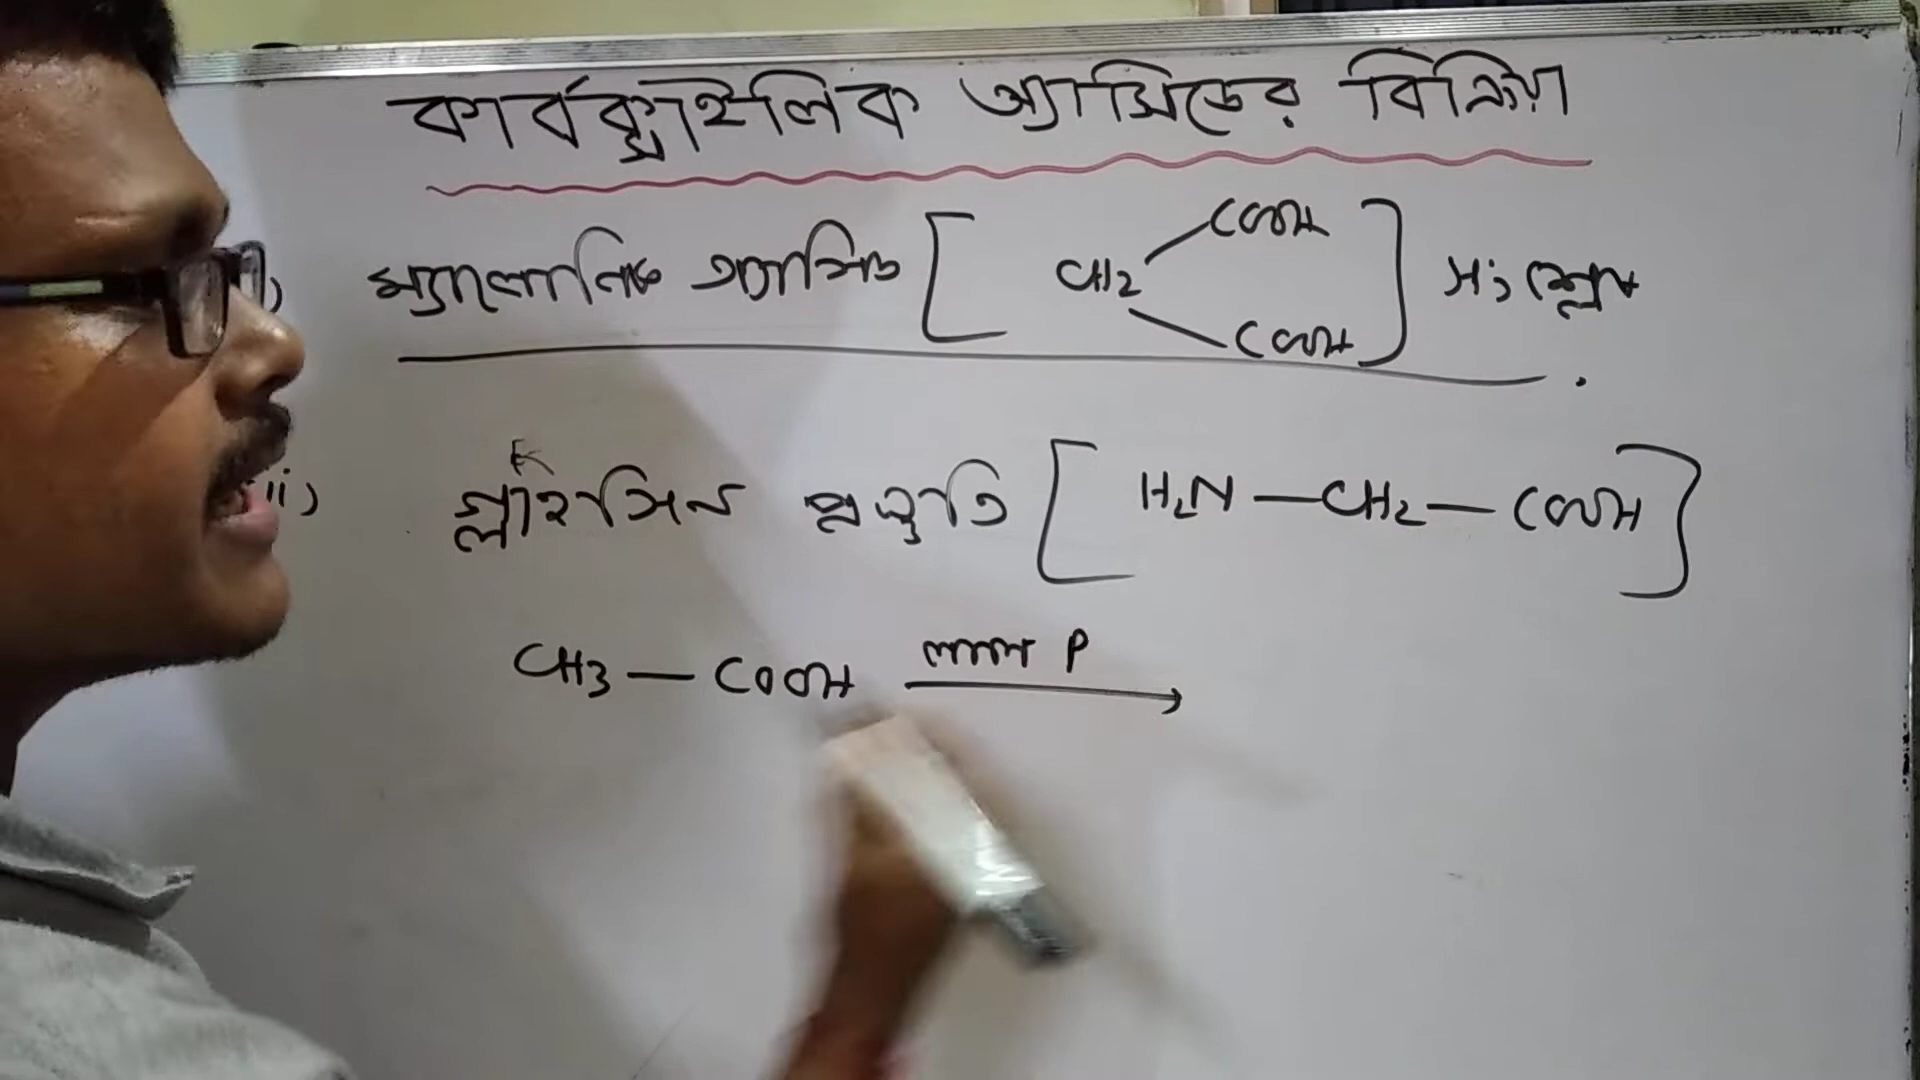 কার্বক্সাইলিক অ্যাসিডের বিক্রিয়া
) ম্যালোনিক অ্যাসিড [ CH2 COOH COOH ] সংশ্লেষ
ii) গ্লাইসিন প্রস্তুতি [ H2N — CH2 — COOH ]
CH3 — COOH লাল P →